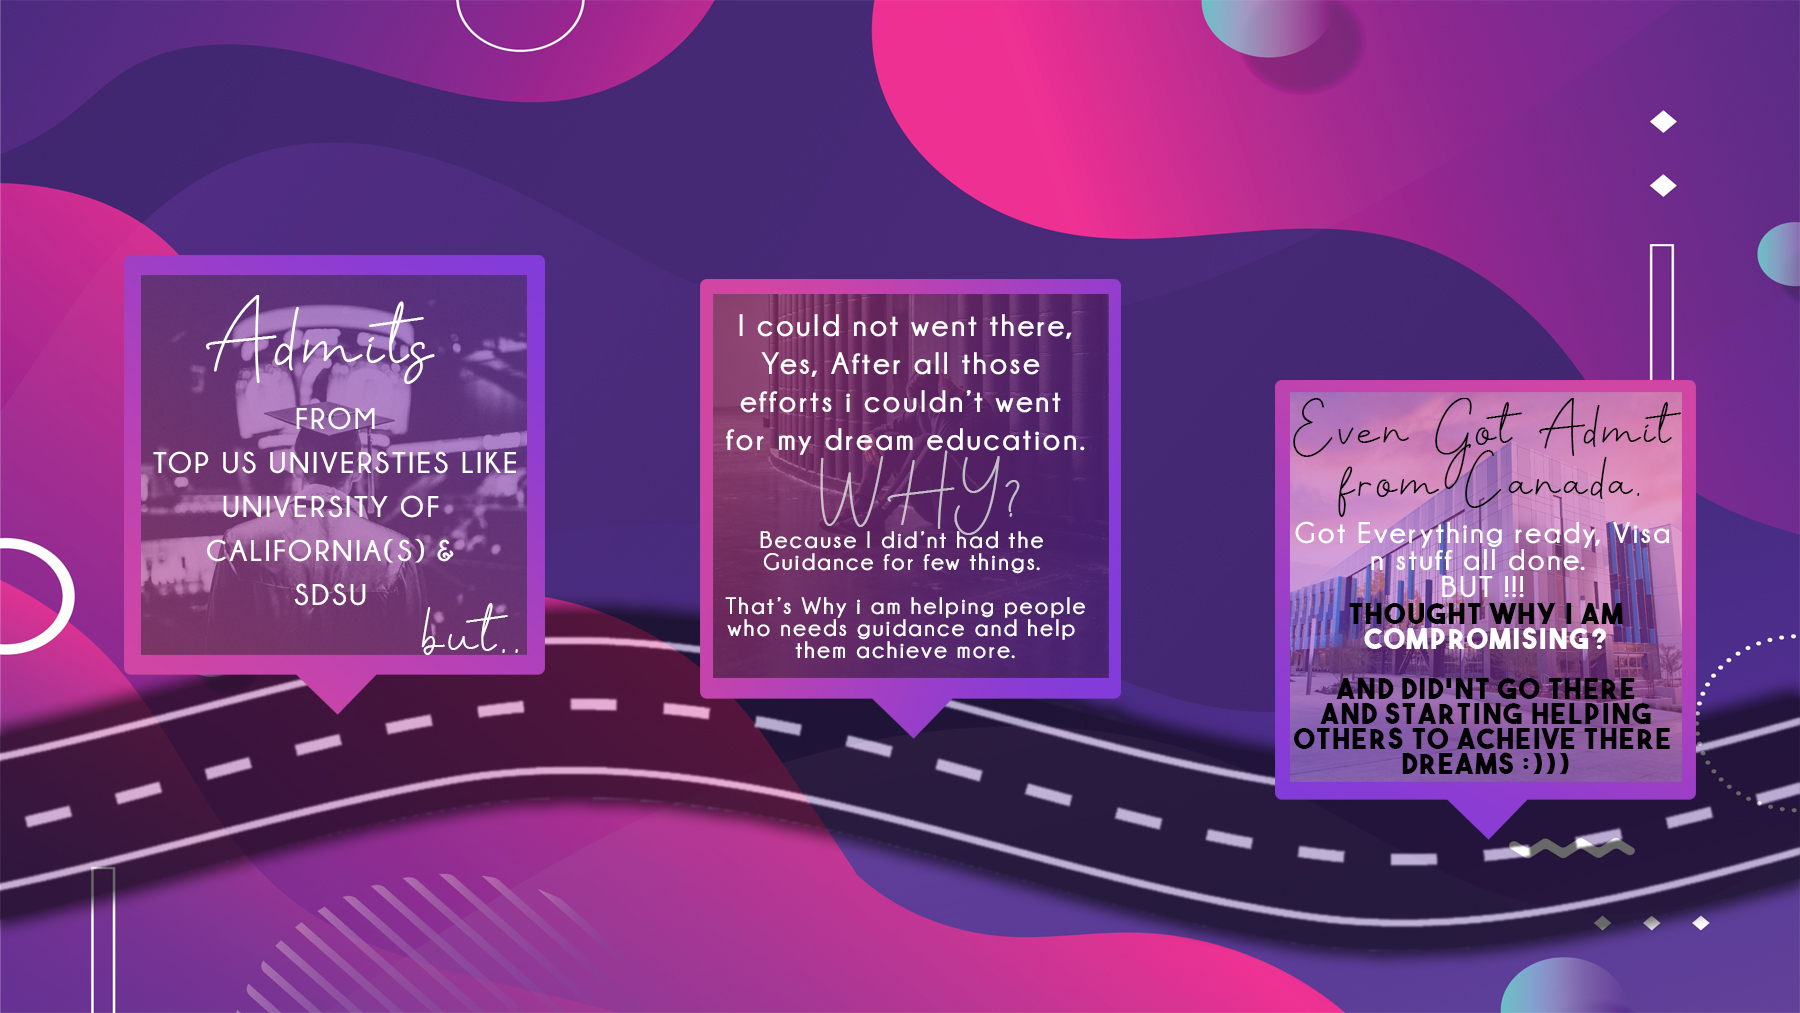 Admits
FROM
TOP US UNIVERSTIES LIKE
UNIVERSITY OF
CALIFORNIA(S) &
SDSU
but..
I could not went there,
Yes, After all those
efforts i couldn't went
for my dream education.
WHY?
Because I did'nt had the
Guidance for few things.
That's Why i am helping people
who needs guidance and help
them achieve more.
Even Got Admit
from Canada.
Got Everything ready, Visa
n stuff all done.
BUT !!!
THOUGHT WHY I AM
COMPROMISING?
AND DID'NT GO THERE
AND STARTING HELPING
OTHERS TO ACHEIVE THERE
DREAMS :)))